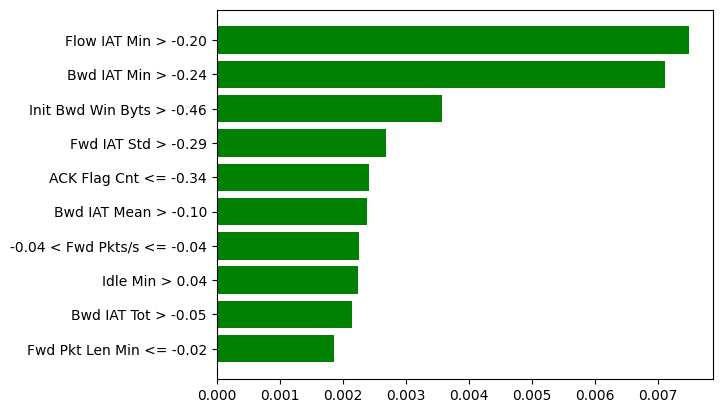 Flow IAT Min > -0.20
Bwd IAT Min > -0.24
Init Bwd Win Byts > -0.46
Fwd IAT Std > -0.29
ACK Flag Cnt <= -0.34
Bwd IAT Mean > -0.10
-0.04 < Fwd Pkts/s <= -0.04
Idle Min > 0.04
Bwd IAT Tot > -0.05
Fwd Pkt Len Min <= -0.02
0.000 0.001 0.002 0.003 0.004 0.005 0.006 0.007